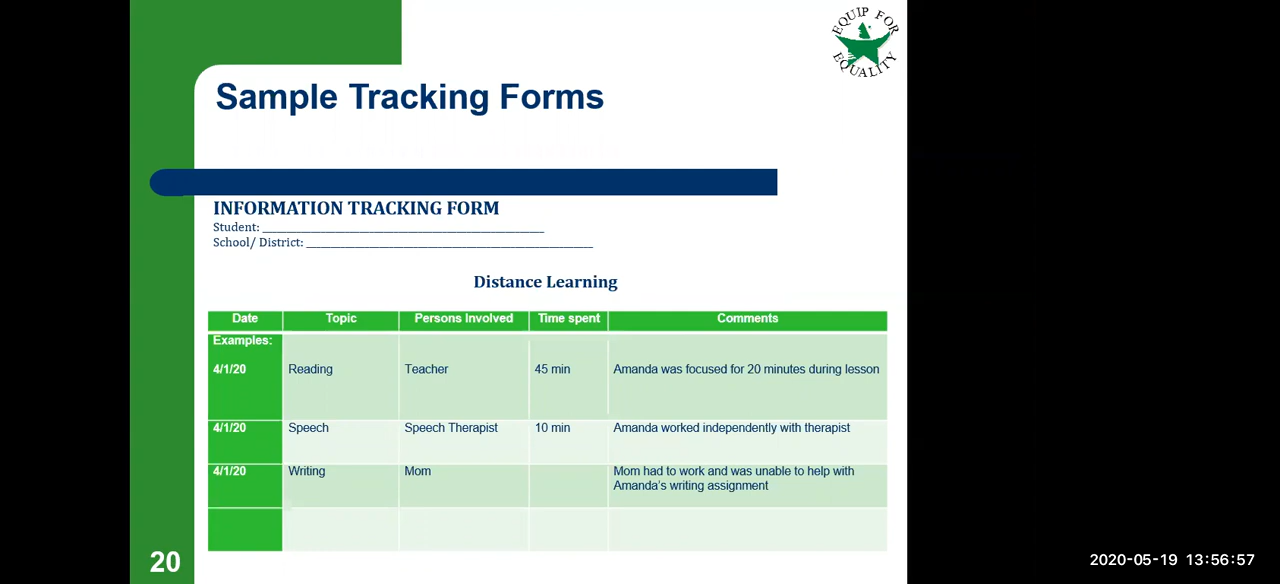 EQUIP FOR
EQUALITY
Sample Tracking Forms
INFORMATION TRACKING FORM
Student: ______________________________________________
School/ District: _______________________________________________
Distance Learning
Date Topic Persons Involved Time spent Comments
Examples:
4/1/20 Reading Teacher 45 min Amanda was focused for 20 minutes during lesson
4/1/20 Speech Speech Therapist 10 min Amanda worked independently with therapist
4/1/20 Writing Mom Mom had to work and was unable to help with
Amanda’s writing assignment
20
2020-05-19 13:56:57